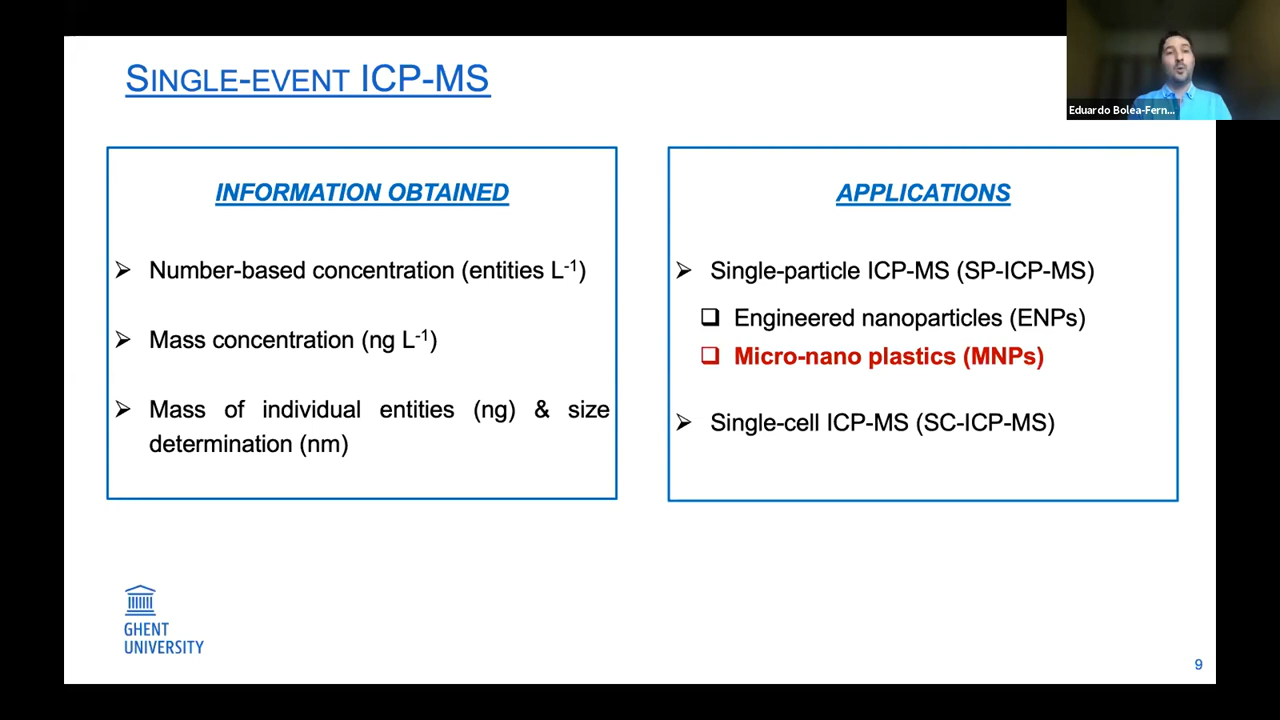 SINGLE-EVENT ICP-MS
Eduardo Bolea-Fern...
INFORMATION OBTAINED
➢ Number-based concentration (entities L⁻¹)
➢ Mass concentration (ng L⁻¹)
➢ Mass of individual entities (ng) & size
determination (nm)
APPLICATIONS
➢ Single-particle ICP-MS (SP-ICP-MS)
❑ Engineered nanoparticles (ENPs)
❑ Micro-nano plastics (MNPs)
➢ Single-cell ICP-MS (SC-ICP-MS)
GHENT
UNIVERSITY
9